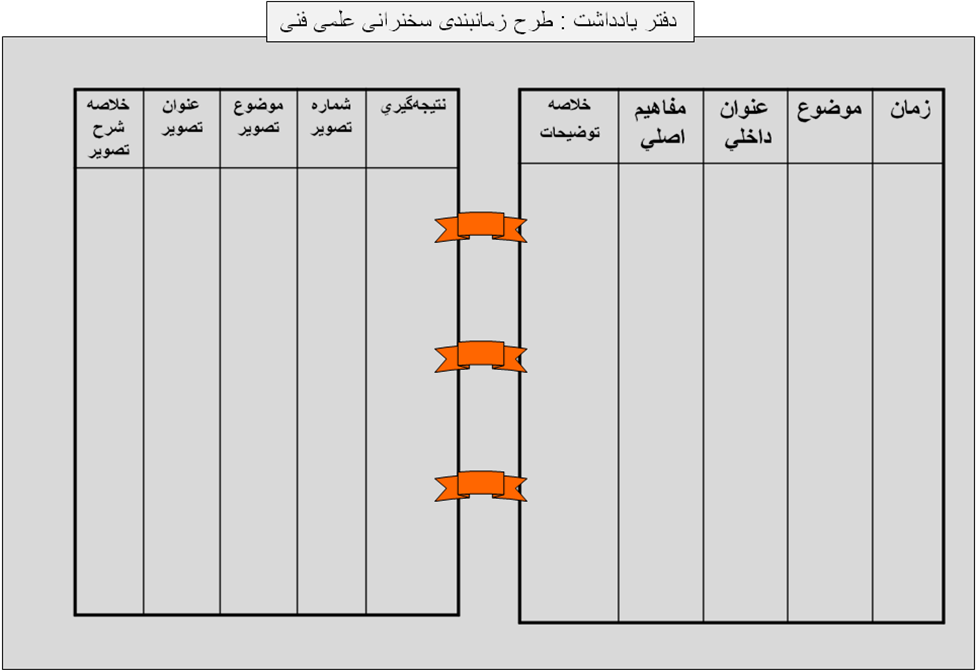 دفتر یادداشت : طرح زمانبندی سخنرانی علمی فنی
زمان
موضوع
عنوان
داخلي
مفاهيم
اصلي
خلاصه
توضيحات
نتيجه‌گيري
شماره
تصوير
موضوع
تصوير
عنوان
تصوير
خلاصه
شرح
تصوير